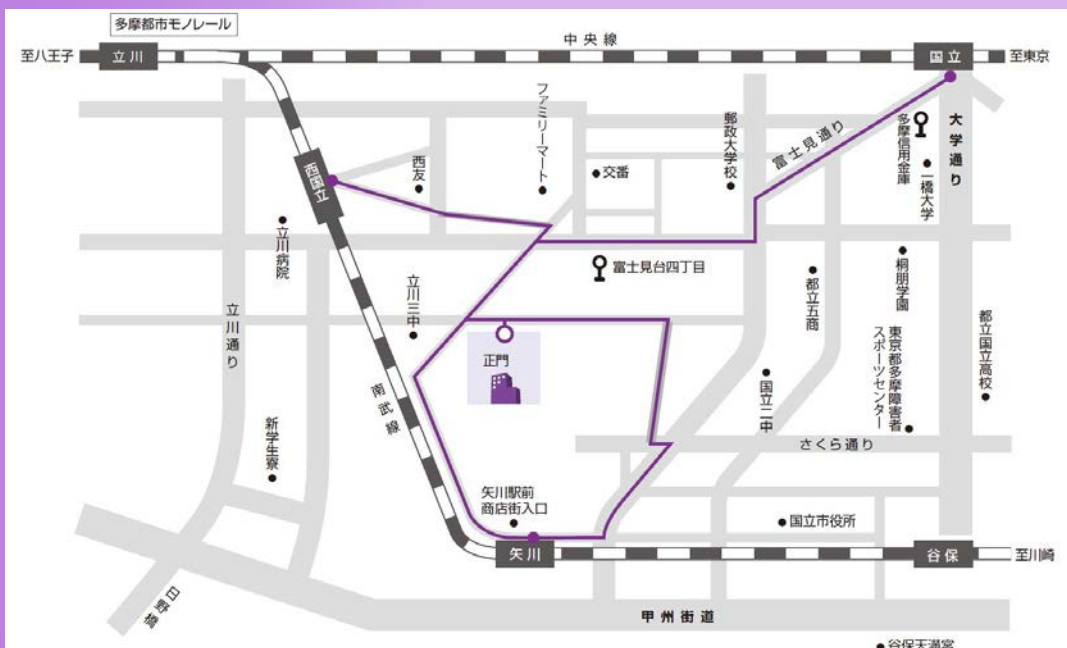 多摩都市モノレール
至八王子
立川
中央線
国立
至東京
ファミリーマート
郵政大学校
富士見通り
多摩信用金庫
一橋大学
大学通り
西国立
西友
交番
立川病院
富士見台四丁目
立川三中
都立五商
桐朋学園
立川通り
正門
南武線
国立二中
東京都多摩障害者
スポーツセンター
都立国立高校
新学生寮
さくら通り
矢川駅前
商店街入口
国立市役所
矢川
谷保
至川崎
日野橋
甲州街道
谷保天満宮